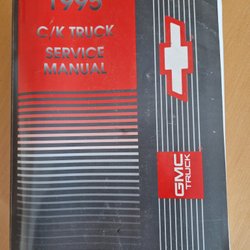 1995
C/K TRUCK
SERVICE
MANUAL
GMC
TRUCK